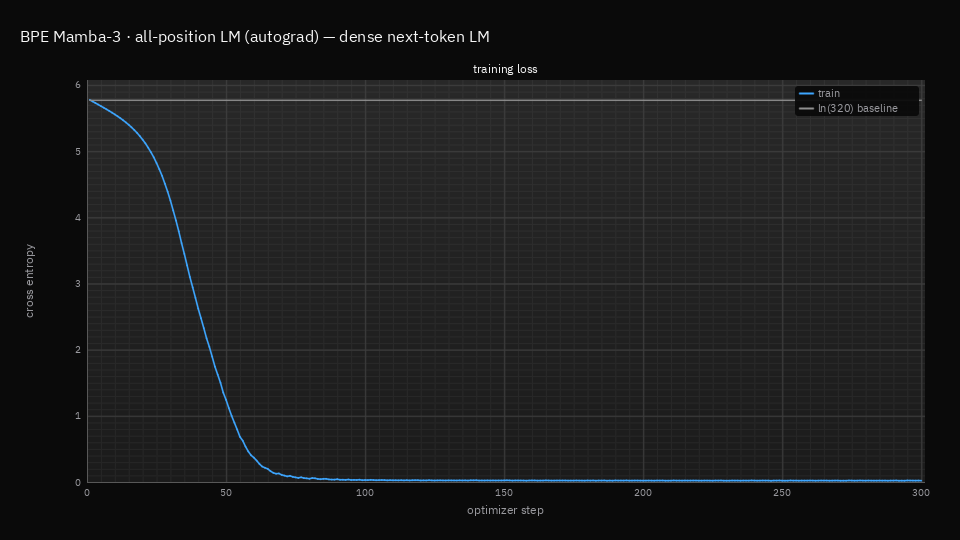 BPE Mamba-3 · all-position LM (autograd) — dense next-token LM
training loss
train
ln(320) baseline
6
5
4
3
2
1
0
cross entropy
0 50 100 150 200 250 300
optimizer step